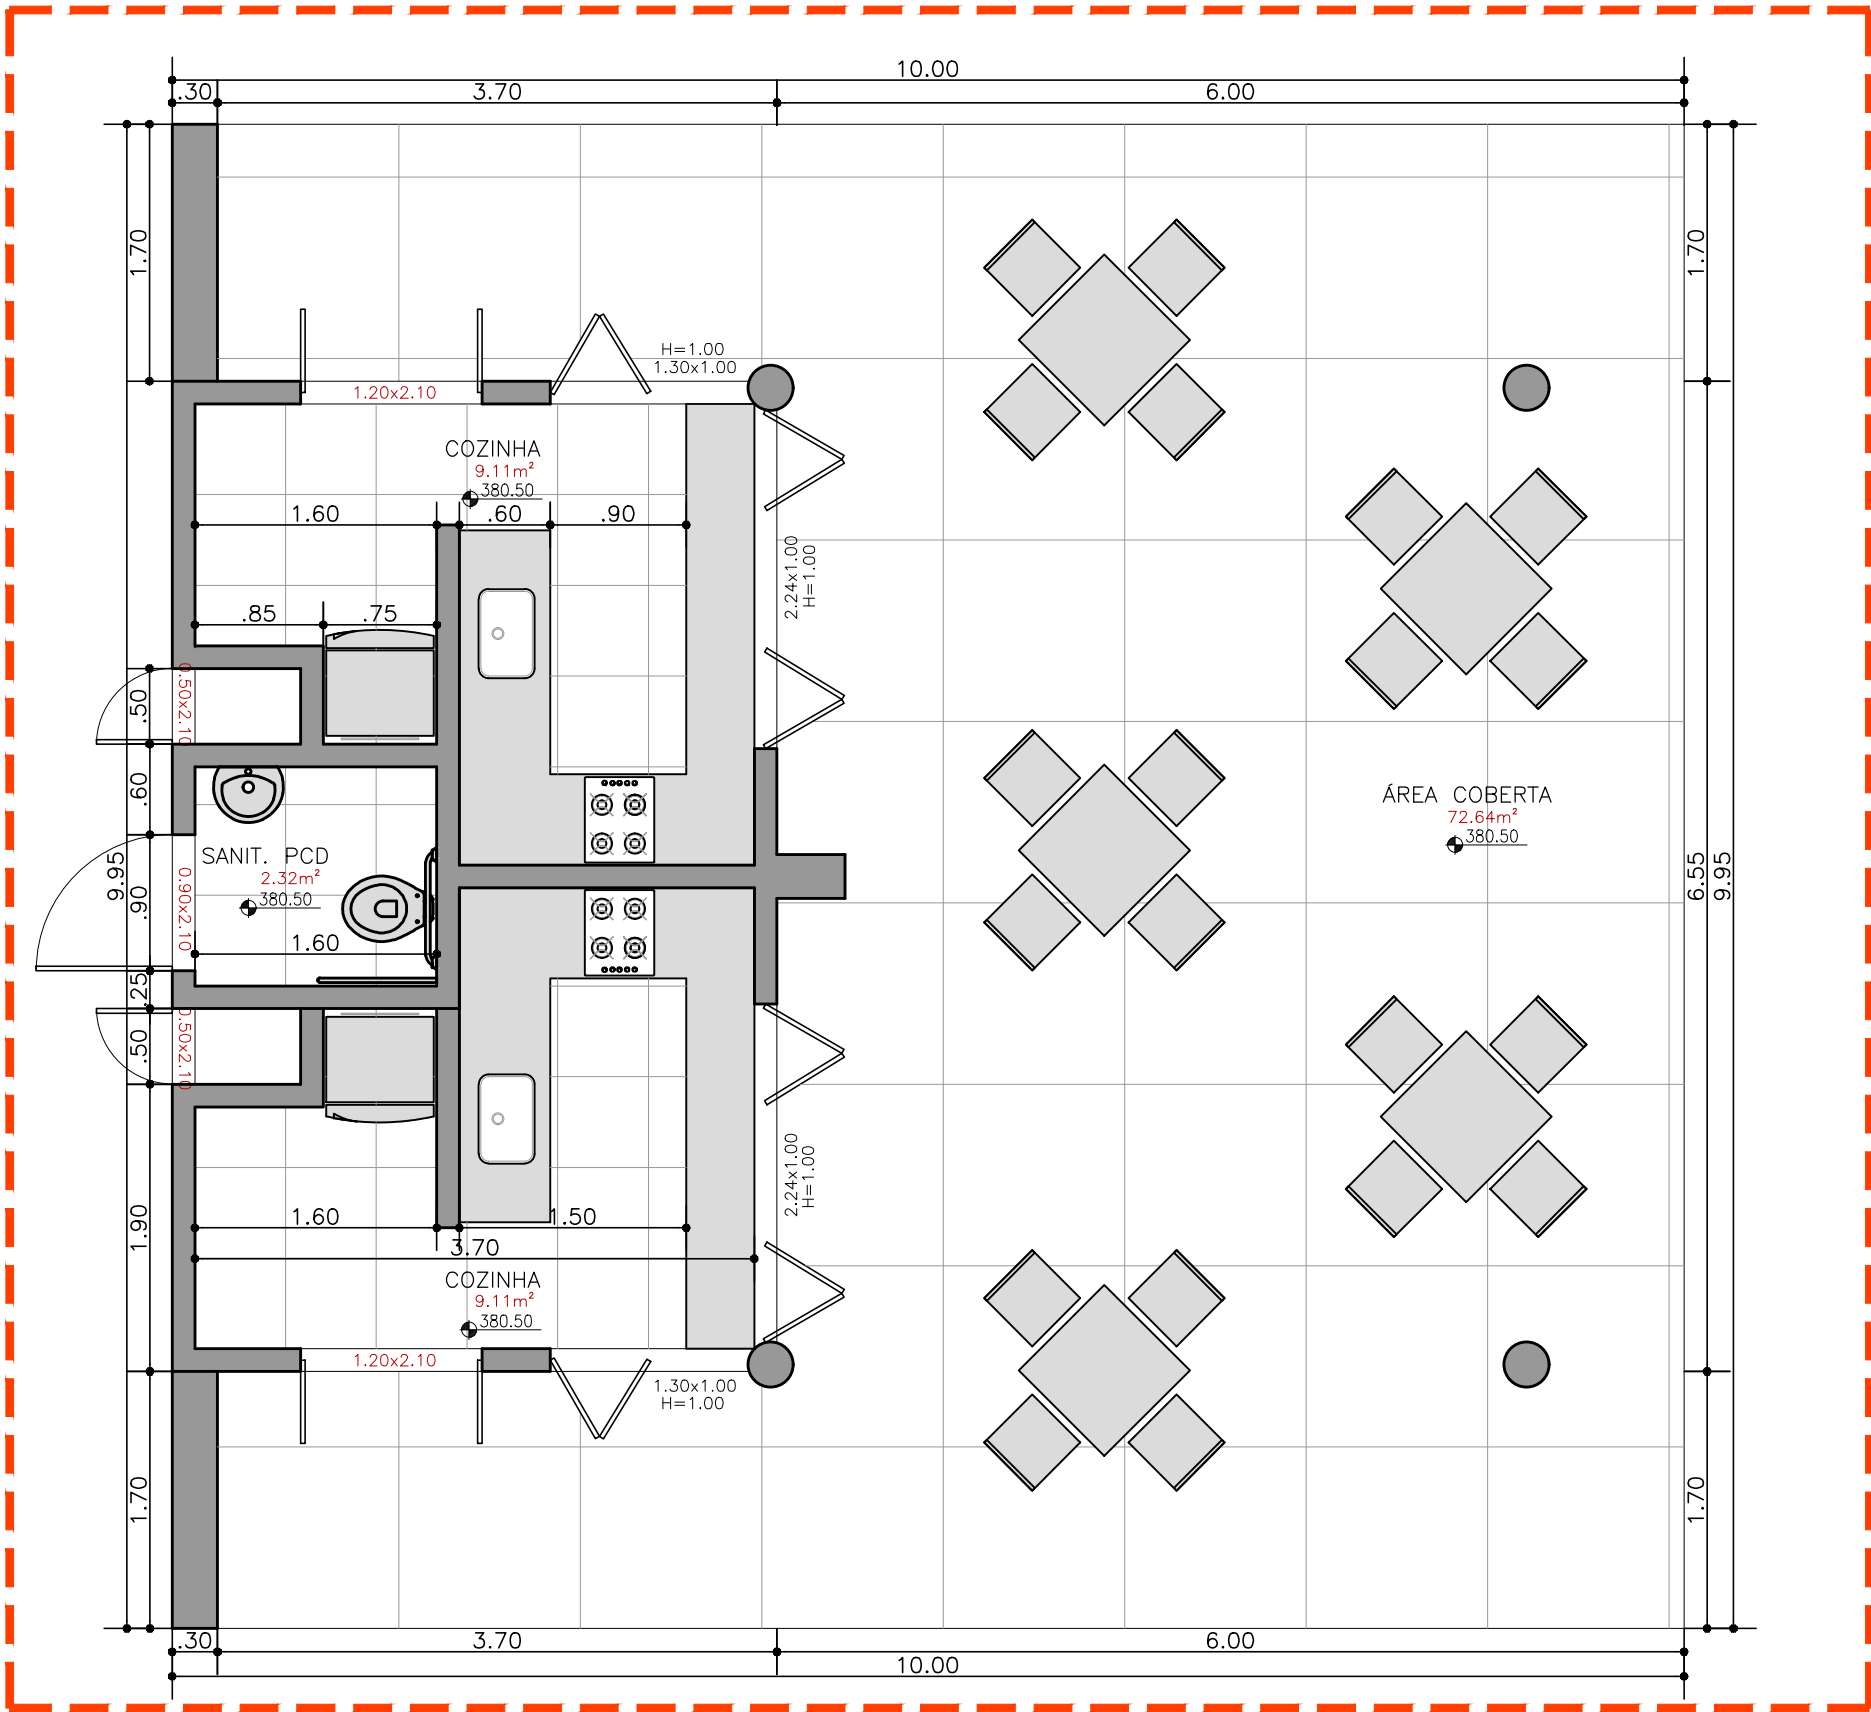 10.00
.30
3.70
6.00
1.70
1.70
H=1.00
1.30x1.00
1.20x2.10
COZINHA
9.11m²
380.50
1.60
.60
.90
2.24x1.00
H=1.00
.85
.75
0.50x2.10
.50
.60
ÁREA COBERTA
72.64m²
380.50
SANIT. PCD
2.32m²
380.50
9.95
.90
0.90x2.10
6.55
9.95
1.60
.25
0.50x2.10
.50
2.24x1.00
H=1.00
1.90
1.60
1.50
3.70
COZINHA
9.11m²
380.50
1.20x2.10
1.30x1.00
H=1.00
1.70
1.70
.30
3.70
6.00
10.00